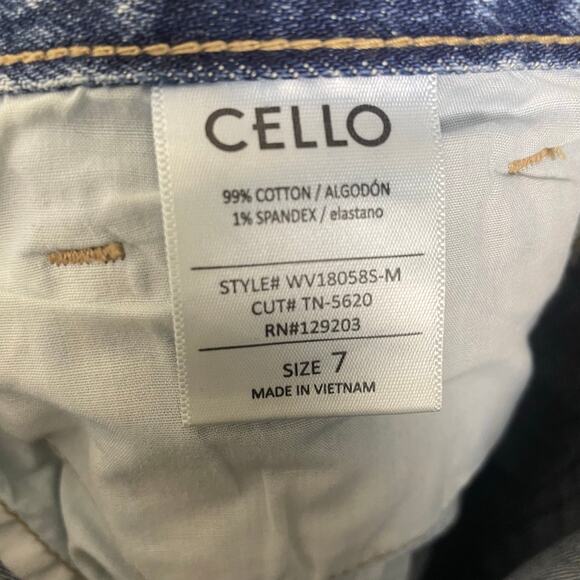 CELLO
99% COTTON / ALGODÓN
1% SPANDEX / elastano
STYLE# WV18058S-M
CUT# TN-5620
RN#129203
SIZE 7
MADE IN VIETNAM